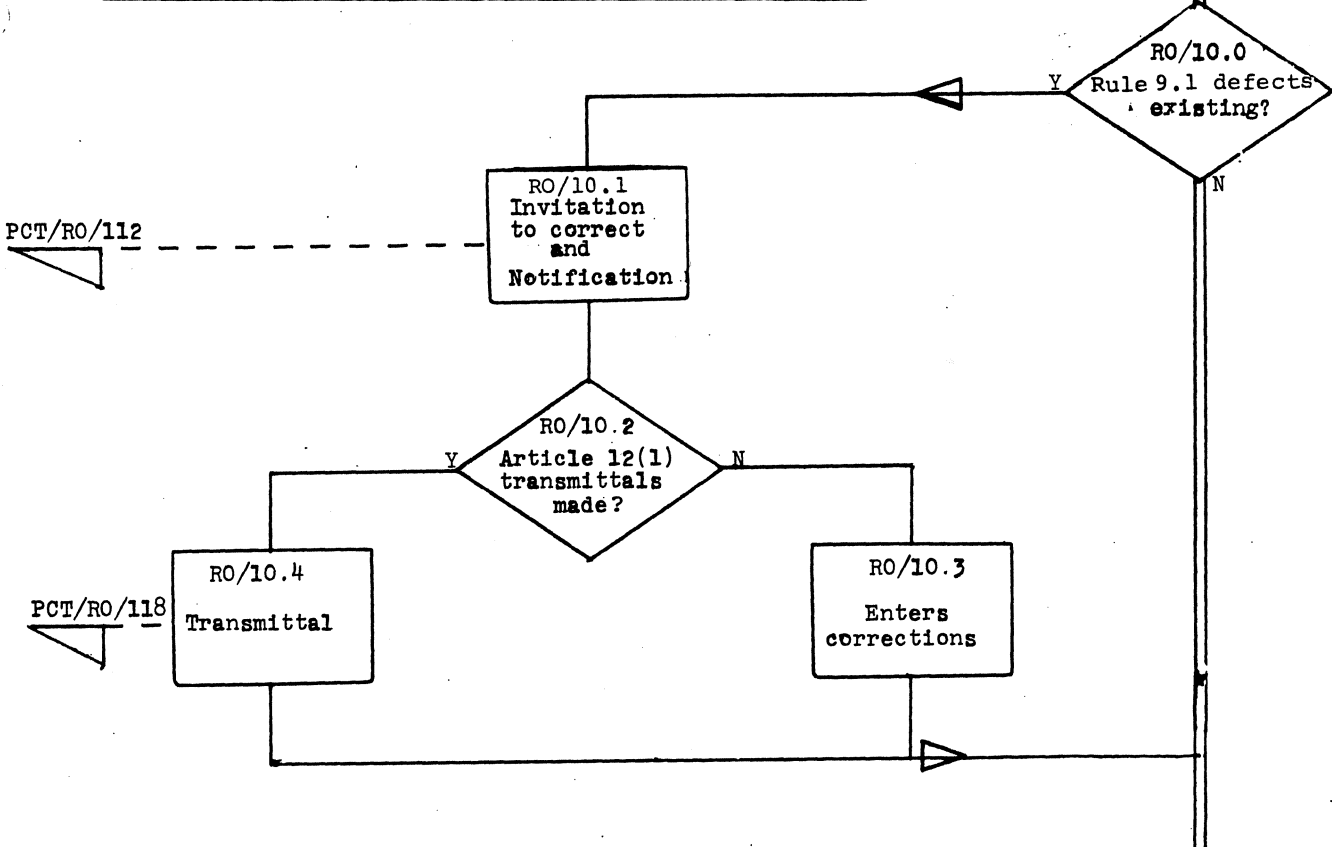 RO/10.0
Y Rule 9.1 defects
existing?
N
RO/10.1
Invitation
to correct
and
Notification
PCT/RO/112
RO/10.2
Y Article 12(1) N
transmittals
made?
RO/10.4
Transmittal
PCT/RO/118
RO/10.3
Enters
corrections